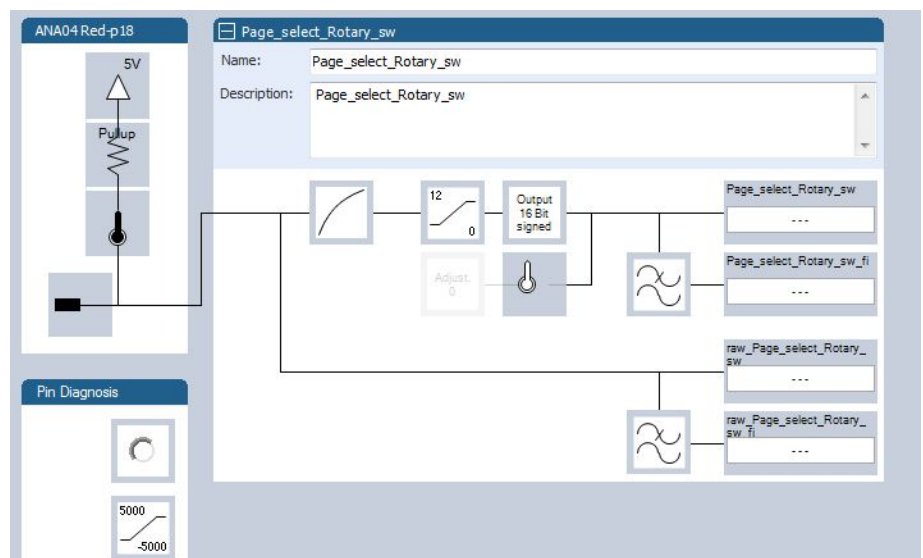 ANA04 Red-p18
5V
Pullup
Page_select_Rotary_sw
Name:
Page_select_Rotary_sw
Description:
Page_select_Rotary_sw
12
0
Output
16 Bit
signed
Adjust.
0
Page_select_Rotary_sw
---
Page_select_Rotary_sw_fi
---
raw_Page_select_Rotary_
sw
---
raw_Page_select_Rotary_
sw_fi
---
Pin Diagnosis
5000
-5000